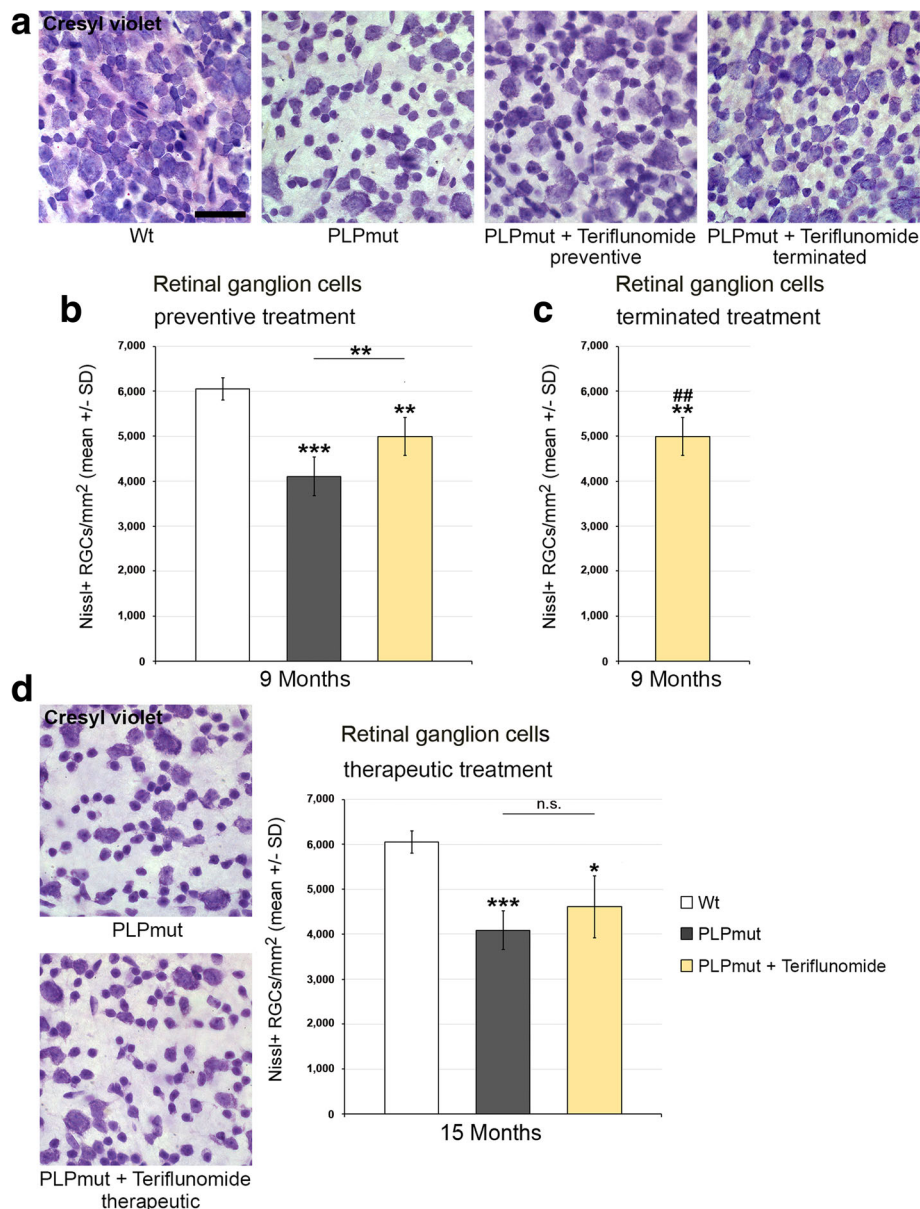 a
Cresyl violet
Wt
PLPmut
PLPmut + Teriflunomide
preventive
PLPmut + Teriflunomide
terminated
b
Retinal ganglion cells
preventive treatment
Nissl+ RGCs/mm² (mean +/- SD)
7,000
6,000
5,000
4,000
3,000
2,000
1,000
0
***
**
**
9 Months
c
Retinal ganglion cells
terminated treatment
Nissl+ RGCs/mm² (mean +/- SD)
7,000
6,000
5,000
4,000
3,000
2,000
1,000
0
##
**
9 Months
d
Cresyl violet
PLPmut
PLPmut + Teriflunomide
therapeutic
Retinal ganglion cells
therapeutic treatment
Nissl+ RGCs/mm² (mean +/- SD)
7,000
6,000
5,000
4,000
3,000
2,000
1,000
0
***
n.s.
*
15 Months
Wt
PLPmut
PLPmut + Teriflunomide